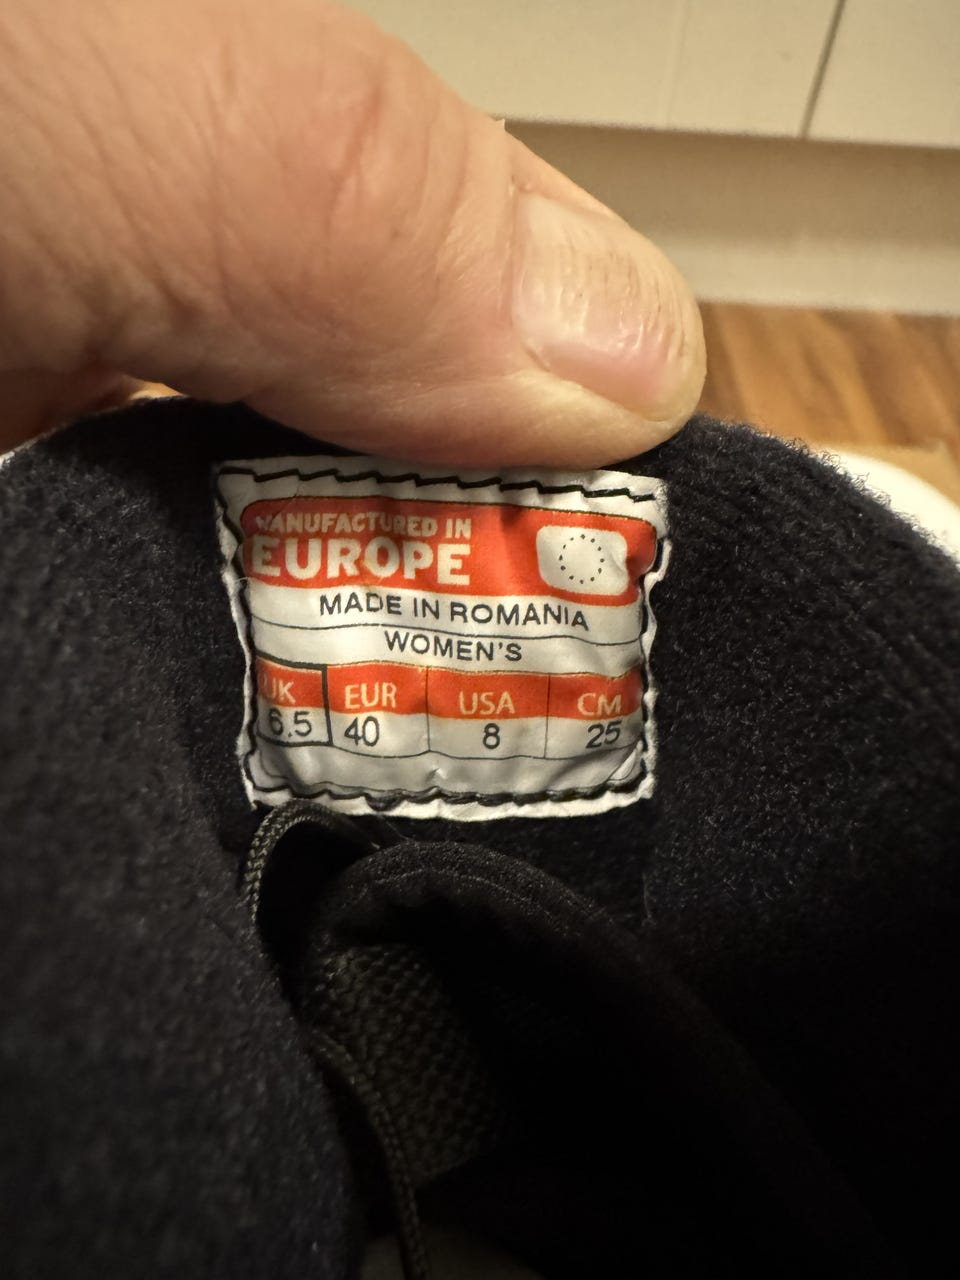 MANUFACTURED IN
EUROPE
MADE IN ROMANIA
WOMEN'S
UK EUR USA CM
6.5 40 8 25